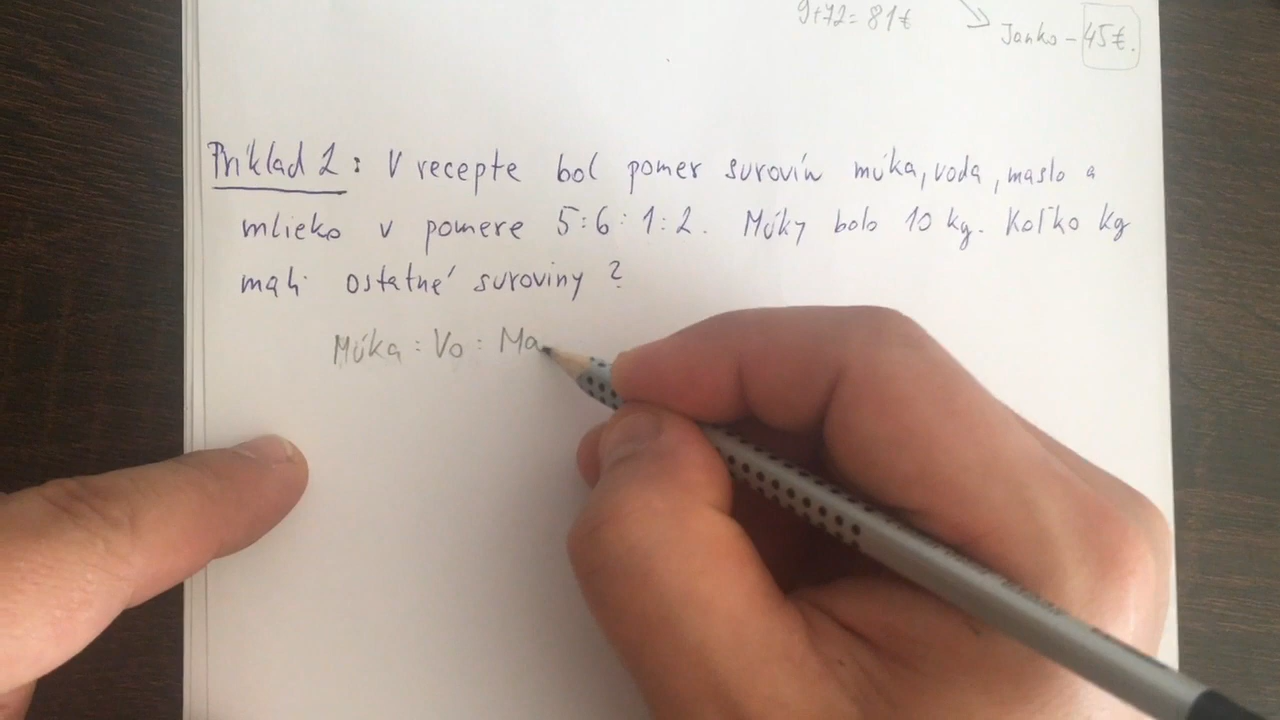 9+72=81€
Janko - 45€.
Príklad 2: V recepte bol pomer surovín múka, voda, maslo a
mlieko v pomere 5:6:1:2. Múky bolo 10 kg. Koľko kg
mali ostatné suroviny?
Múka : Vo : Ma